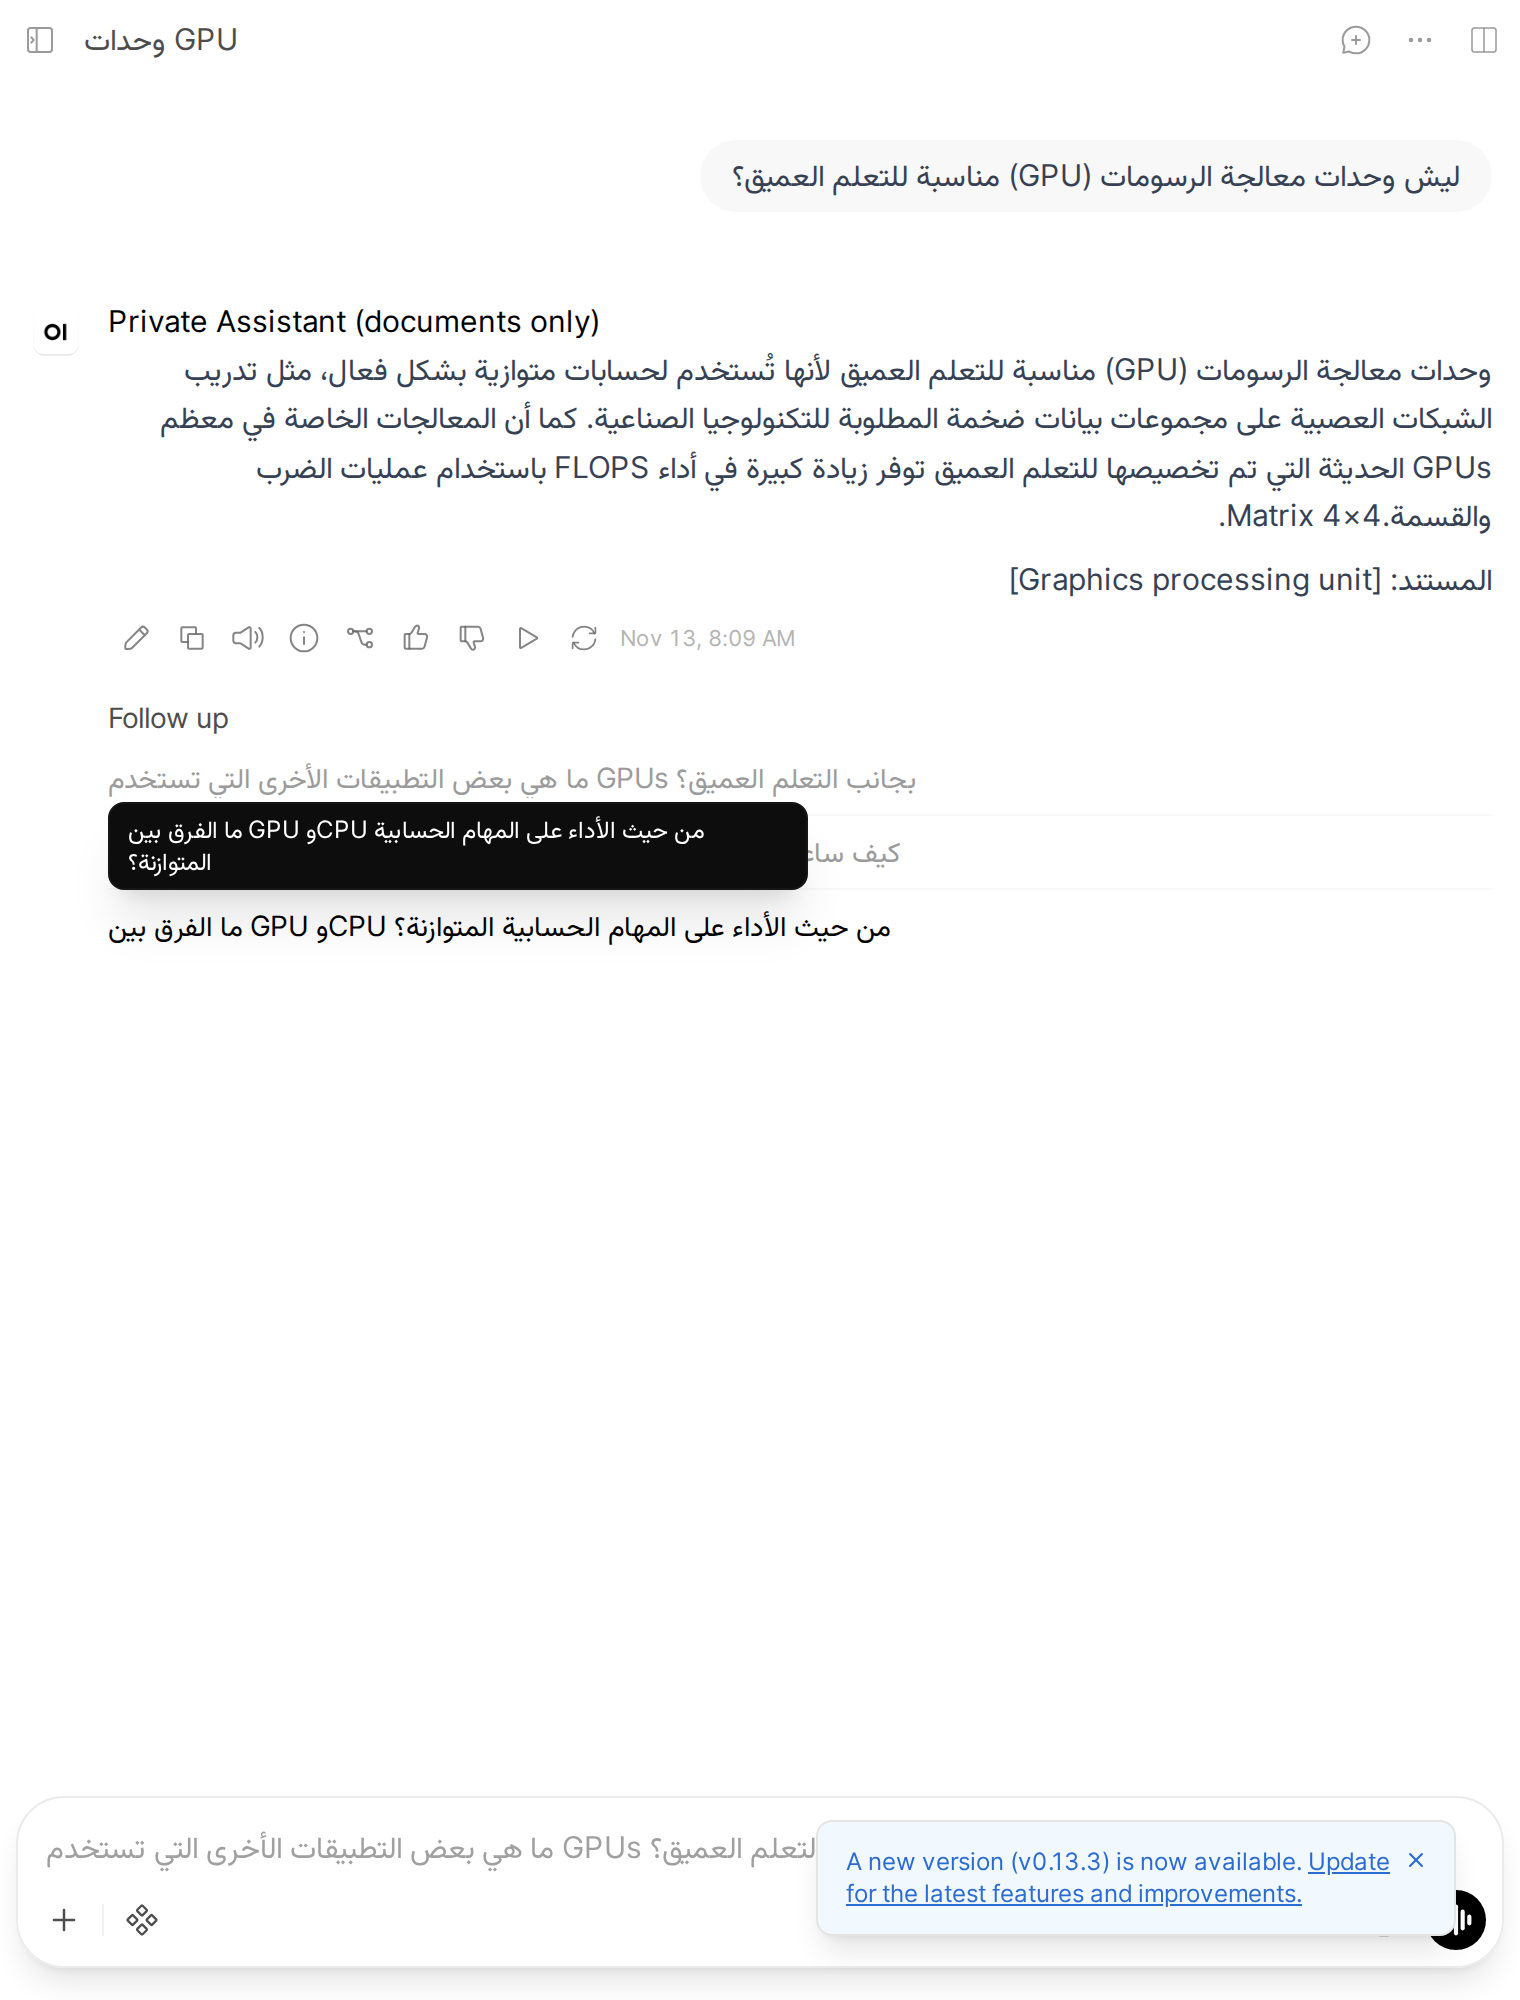 وحدات GPU
ليش وحدات معالجة الرسومات (GPU) مناسبة للتعلم العميق؟
OI
Private Assistant (documents only)
وحدات معالجة الرسومات (GPU) مناسبة للتعلم العميق لأنها تُستخدم لحسابات متوازية بشكل فعال، مثل تدريب
الشبكات العصبية على مجموعات بيانات ضخمة المطلوبة للتكنولوجيا الصناعية. كما أن المعالجات الخاصة في معظم
GPUs الحديثة التي تم تخصيصها للتعلم العميق توفر زيادة كبيرة في أداء FLOPS باستخدام عمليات الضرب
والقسمة.Matrix 4×4.
المستند: [Graphics processing unit]
Nov 13, 8:09 AM
Follow up
ما هي بعض التطبيقات الأخرى التي تستخدم GPUs بجانب التعلم العميق؟
ما الفرق بين GPU وCPU من حيث الأداء على المهام الحسابية
المتوازنة؟
كيف
ما الفرق بين GPU وCPU من حيث الأداء على المهام الحسابية المتوازنة؟
ما هي بعض التطبيقات الأخرى التي تستخدم GPUs التعلم العميق؟
A new version (v0.13.3) is now available. Update
for the latest features and improvements.